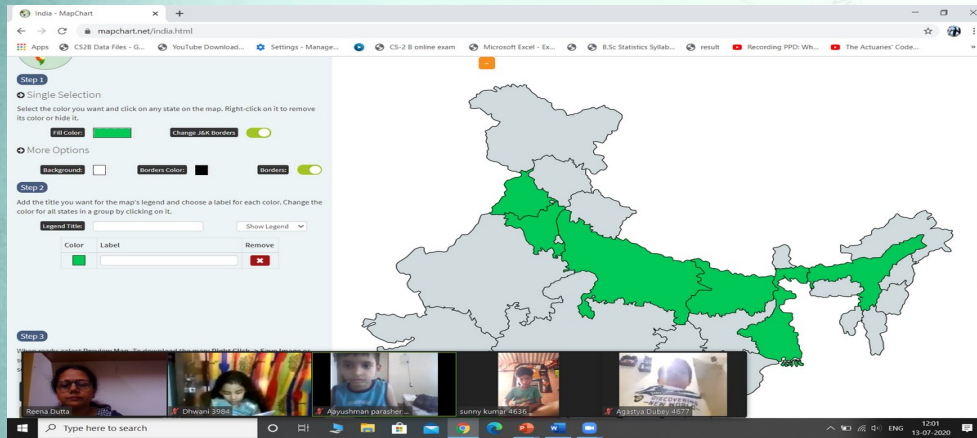 India - MapChart
mapchart.net/india.html
Apps CS2B Data Files - G... YouTube Download... Settings - Manage... CS-2 B online exam Microsoft Excel - Ex... B.Sc Statistics Syllab... result Recording PPD: Wh... The Actuaries' Code... »
Step 1
Single Selection
Select the color you want and click on any state on the map. Right-click on it to remove
its color or hide it.
Fill Color: Change J&K Borders
More Options
Background: Borders Color: Borders:
Step 2
Add the title you want for the map's legend and choose a label for each color. Change the
color for all states in a group by clicking on it.
Legend Title: Show Legend
Color Label Remove
Step 3
Reena Dutta Dhwani 3984 Aayushman parasher... sunny kumar 4636 Agastya Dubey 4677
DISCOVERING
Type here to search
ENG 12:01
13-07-2020